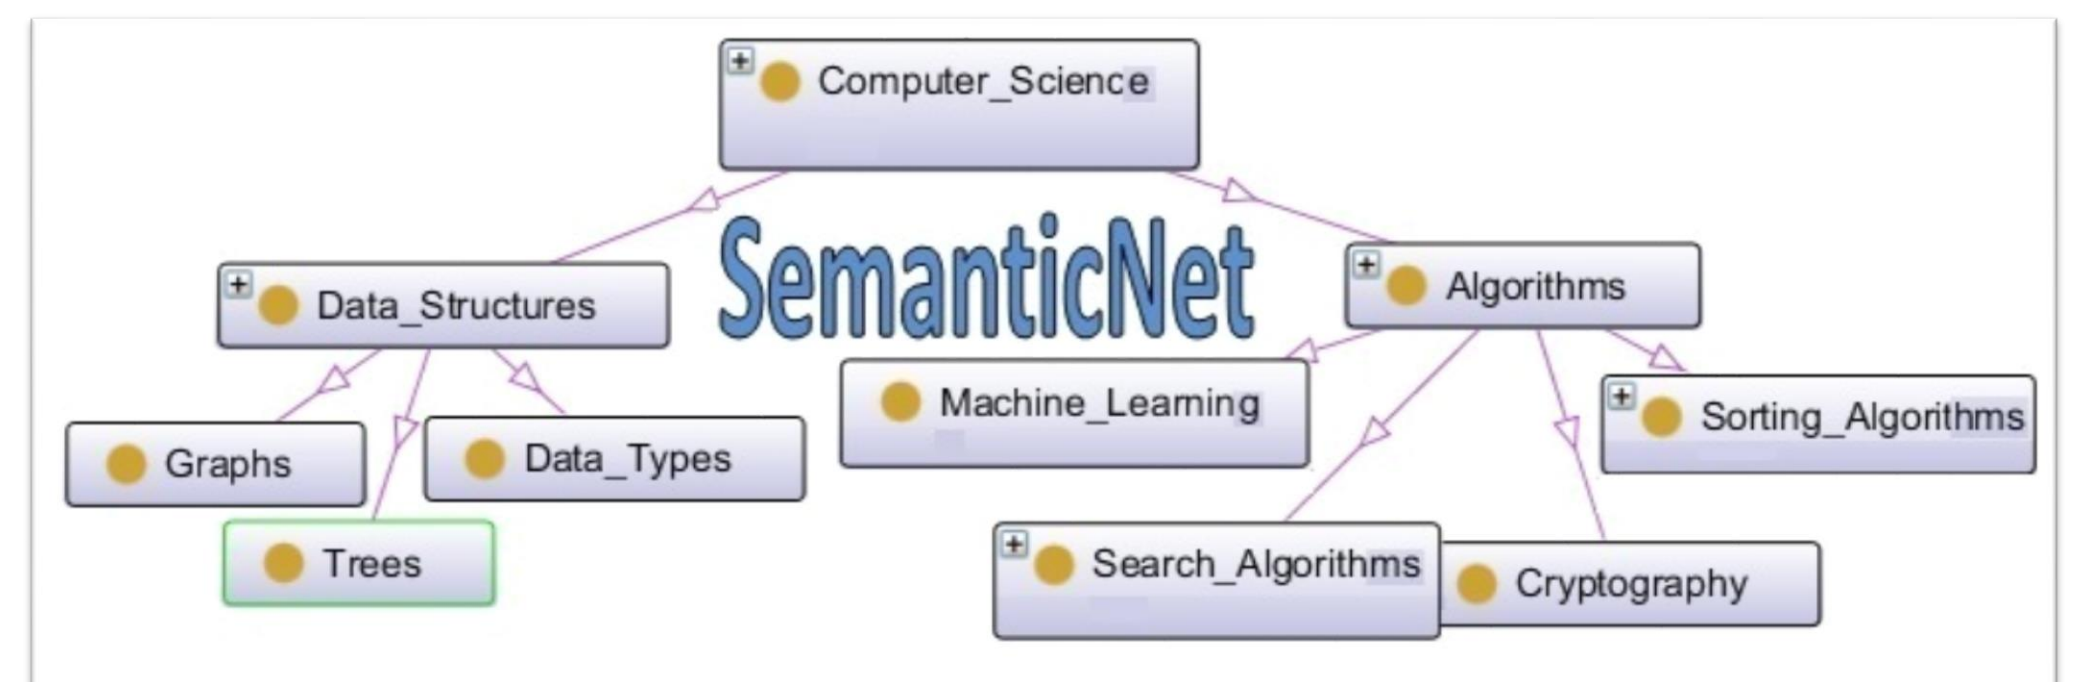 Computer_Science
SemanticNet
Data_Structures
Algorithms
Graphs
Data_Types
Trees
Machine_Learning
Sorting_Algorithms
Search_Algorithms
Cryptography